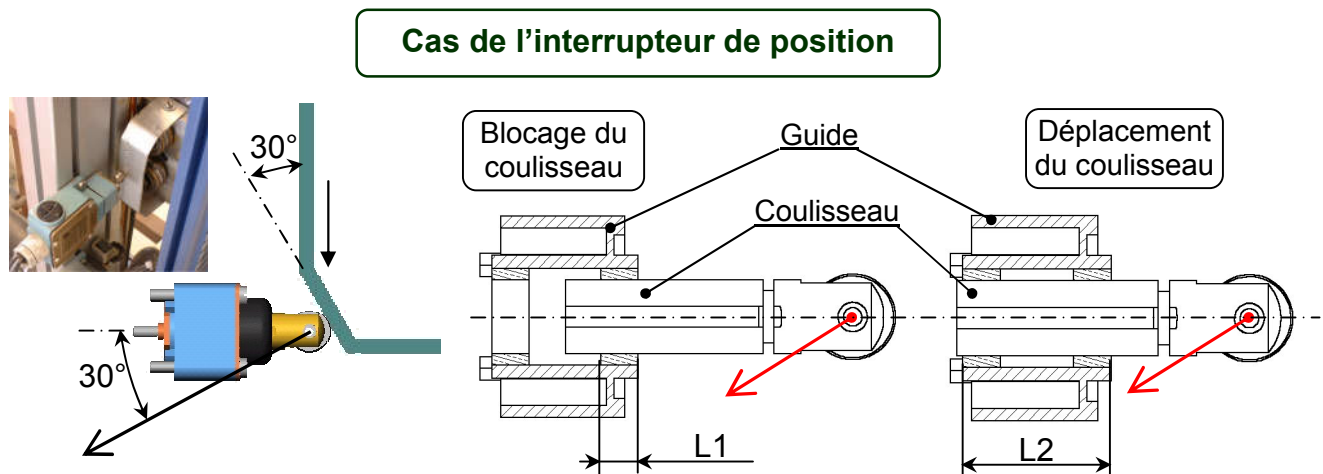 Cas de l’interrupteur de position
30°
30°
Blocage du
coulisseau
Guide
Coulisseau
Déplacement
du coulisseau
L1
L2